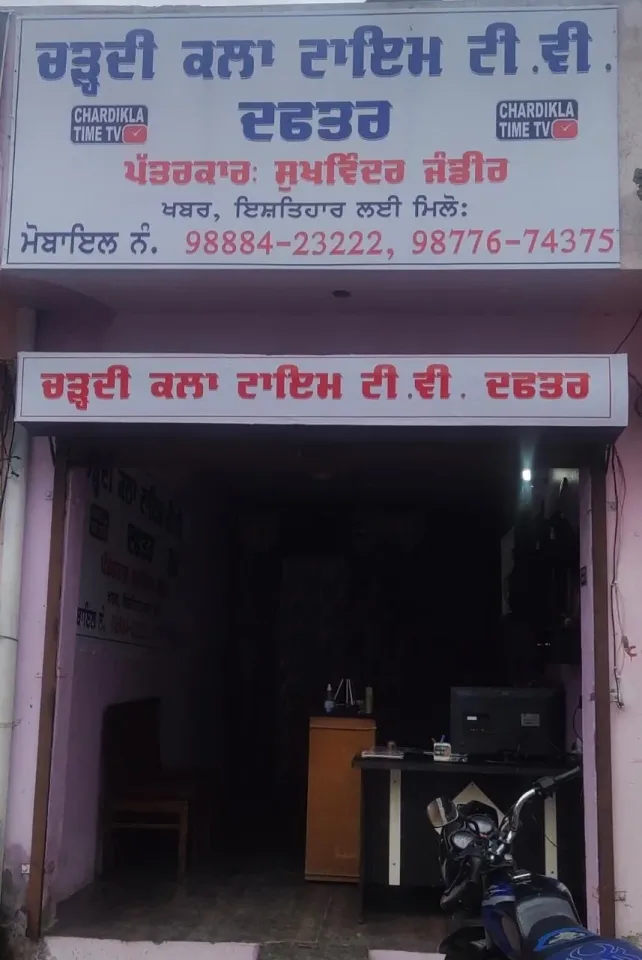 ਚੜ੍ਹਦੀ ਕਲਾ ਟਾਇਮ ਟੀ.ਵੀ.
CHARDIKLA
TIME TV
ਦਫਤਰ
CHARDIKLA
TIME TV
ਪੱਤਰਕਾਰ: ਸੁਖਵਿੰਦਰ ਜੰਡੀਰ
ਖਬਰ, ਇਸ਼ਤਿਹਾਰ ਲਈ ਮਿਲੋ:
ਮੋਬਾਇਲ ਨੰ. 98884-23222, 98776-74375
ਚੜ੍ਹਦੀ ਕਲਾ ਟਾਇਮ ਟੀ.ਵੀ. ਦਫਤਰ